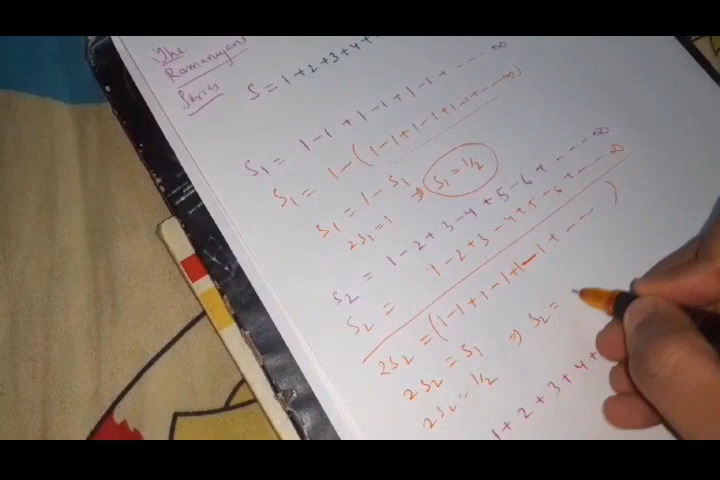 The
Ramanujans
Series
S = 1+2+3+4+
S1 = 1-1+1-1+1-1+ ---- ∞
S1 = 1-(1-1+1-1+1-1+ --- ∞)
S1 = 1-S1
2S1=1 ⇒ S1=1/2
S2 = 1-2+3-4+5-6+ ---- ∞
S2 = 1-2+3-4+5-6+ ---- ∞
2S2 = (1-1+1-1+1-1+ -- --)
2S2 = S1
2S2 = 1/2 ⇒ S2 =
1+2+3+4+